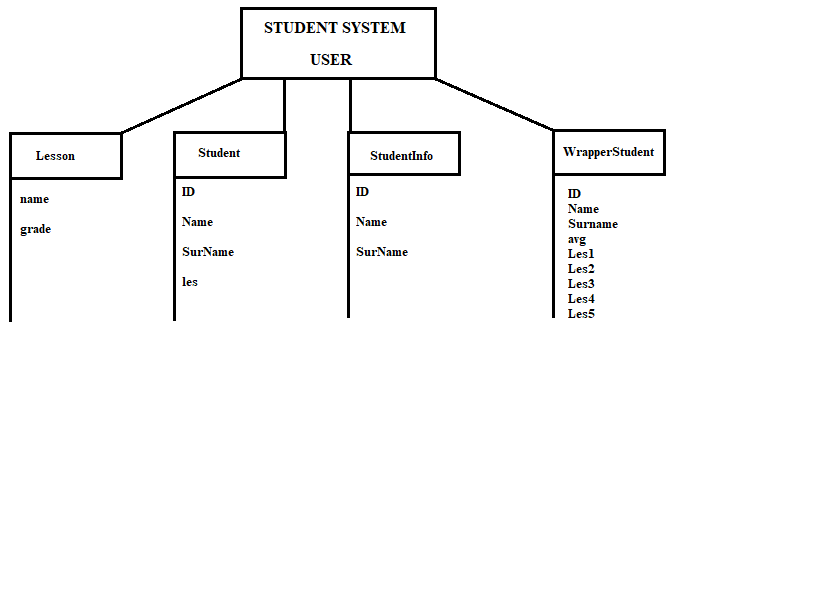 STUDENT SYSTEM
USER
Lesson
name
grade
Student
ID
Name
SurName
les
StudentInfo
ID
Name
SurName
WrapperStudent
ID
Name
Surname
avg
Les1
Les2
Les3
Les4
Les5